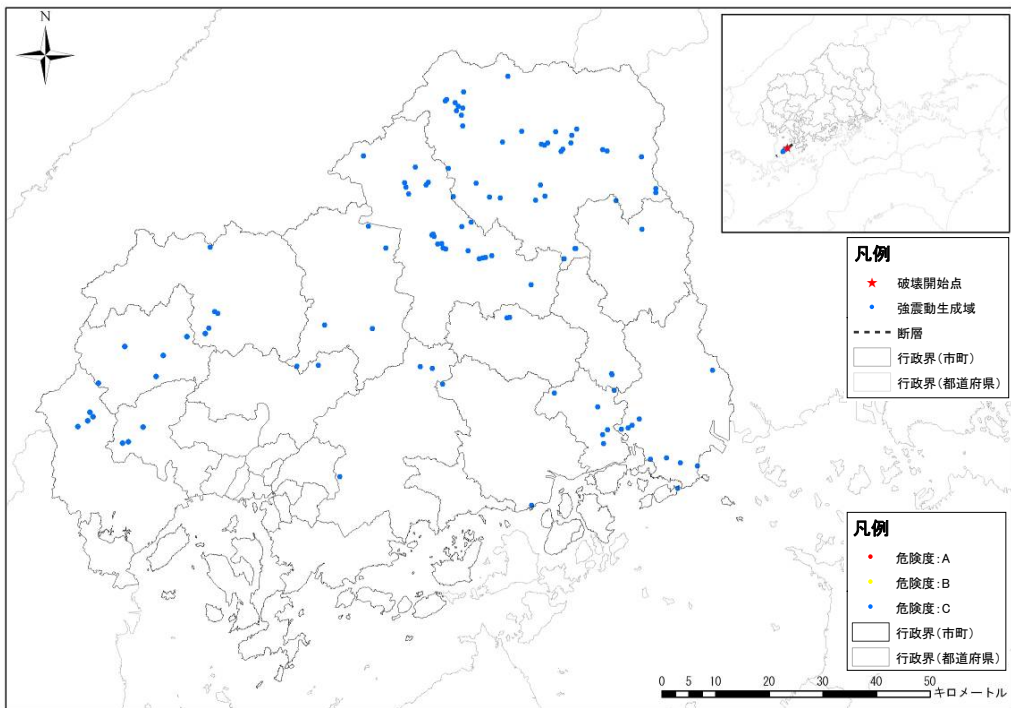 N
凡例
破壊開始点
強震動生成域
断層
行政界(市町)
行政界(都道府県)
凡例
危険度:A
危険度:B
危険度:C
行政界(市町)
行政界(都道府県)
0 5 10 20 30 40 50
キロメートル